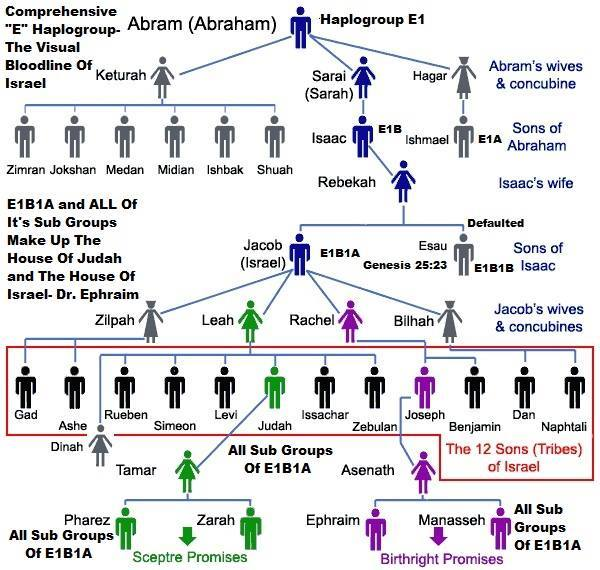 Comprehensive
"E" Haplogroup-
The Visual
Bloodline Of
Israel
Abram (Abraham)
Haplogroup E1
Keturah
Sarai
(Sarah)
Hagar
Abram's wives
& concubine
Zimran Jokshan Medan Midian Ishbak Shuah
Isaac
E1B
Ishmael
E1A
Sons of
Abraham
Rebekah
Isaac's wife
E1B1A and ALL Of
It's Sub Groups
Make Up The
House Of Judah
and The House Of
Israel- Dr. Ephraim
Jacob
(Israel)
E1B1A
Defaulted
Esau
Genesis 25:23
E1B1B
Sons of
Isaac
Zilpah
Leah
Rachel
Bilhah
Jacob's wives
& concubines
Gad
Ashe
Rueben
Simeon
Levi
Judah
Issachar
Zebulan
Joseph
Benjamin
Dan
Naphtali
Dinah
The 12 Sons (Tribes)
of Israel
All Sub Groups
Of E1B1A
Tamar
Asenath
Pharez
Zarah
All Sub Groups
Of E1B1A
Sceptre Promises
Ephraim
Manasseh
Birthright Promises
All Sub
Groups
Of E1B1A